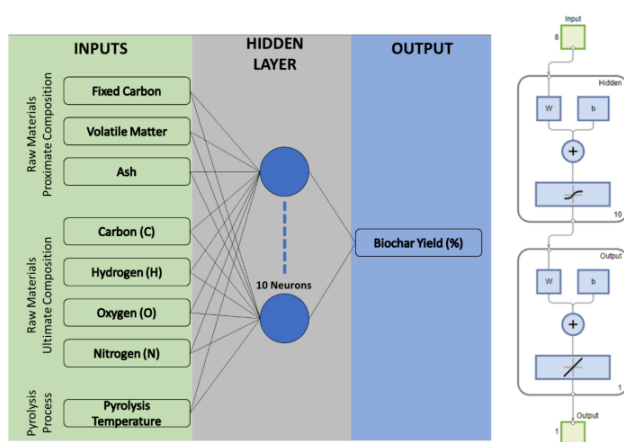 INPUTS
HIDDEN
LAYER
OUTPUT
Raw Materials
Proximate Composition
Fixed Carbon
Volatile Matter
Ash
Raw Materials
Ultimate Composition
Carbon (C)
Hydrogen (H)
Oxygen (O)
Nitrogen (N)
Pyrolysis
Process
Pyrolysis
Temperature
10 Neurons
Biochar Yield (%)
Input
8
Hidden
W
b
+
10
Output
W
b
+
1
Output
1